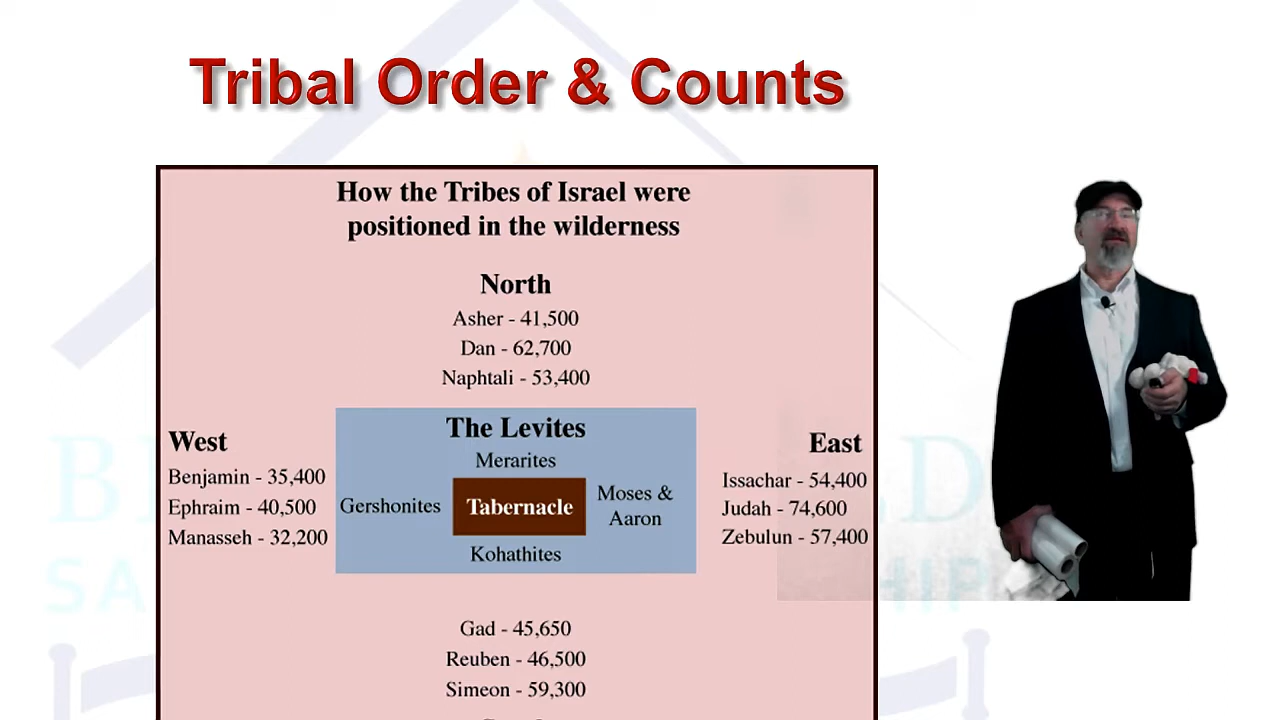 Tribal Order & Counts
How the Tribes of Israel were
positioned in the wilderness
North
Asher - 41,500
Dan - 62,700
Naphtali - 53,400
West
Benjamin - 35,400
Ephraim - 40,500
Manasseh - 32,200
The Levites
Merarites
Gershonites
Tabernacle
Moses &
Aaron
Kohathites
East
Issachar - 54,400
Judah - 74,600
Zebulun - 57,400
Gad - 45,650
Reuben - 46,500
Simeon - 59,300